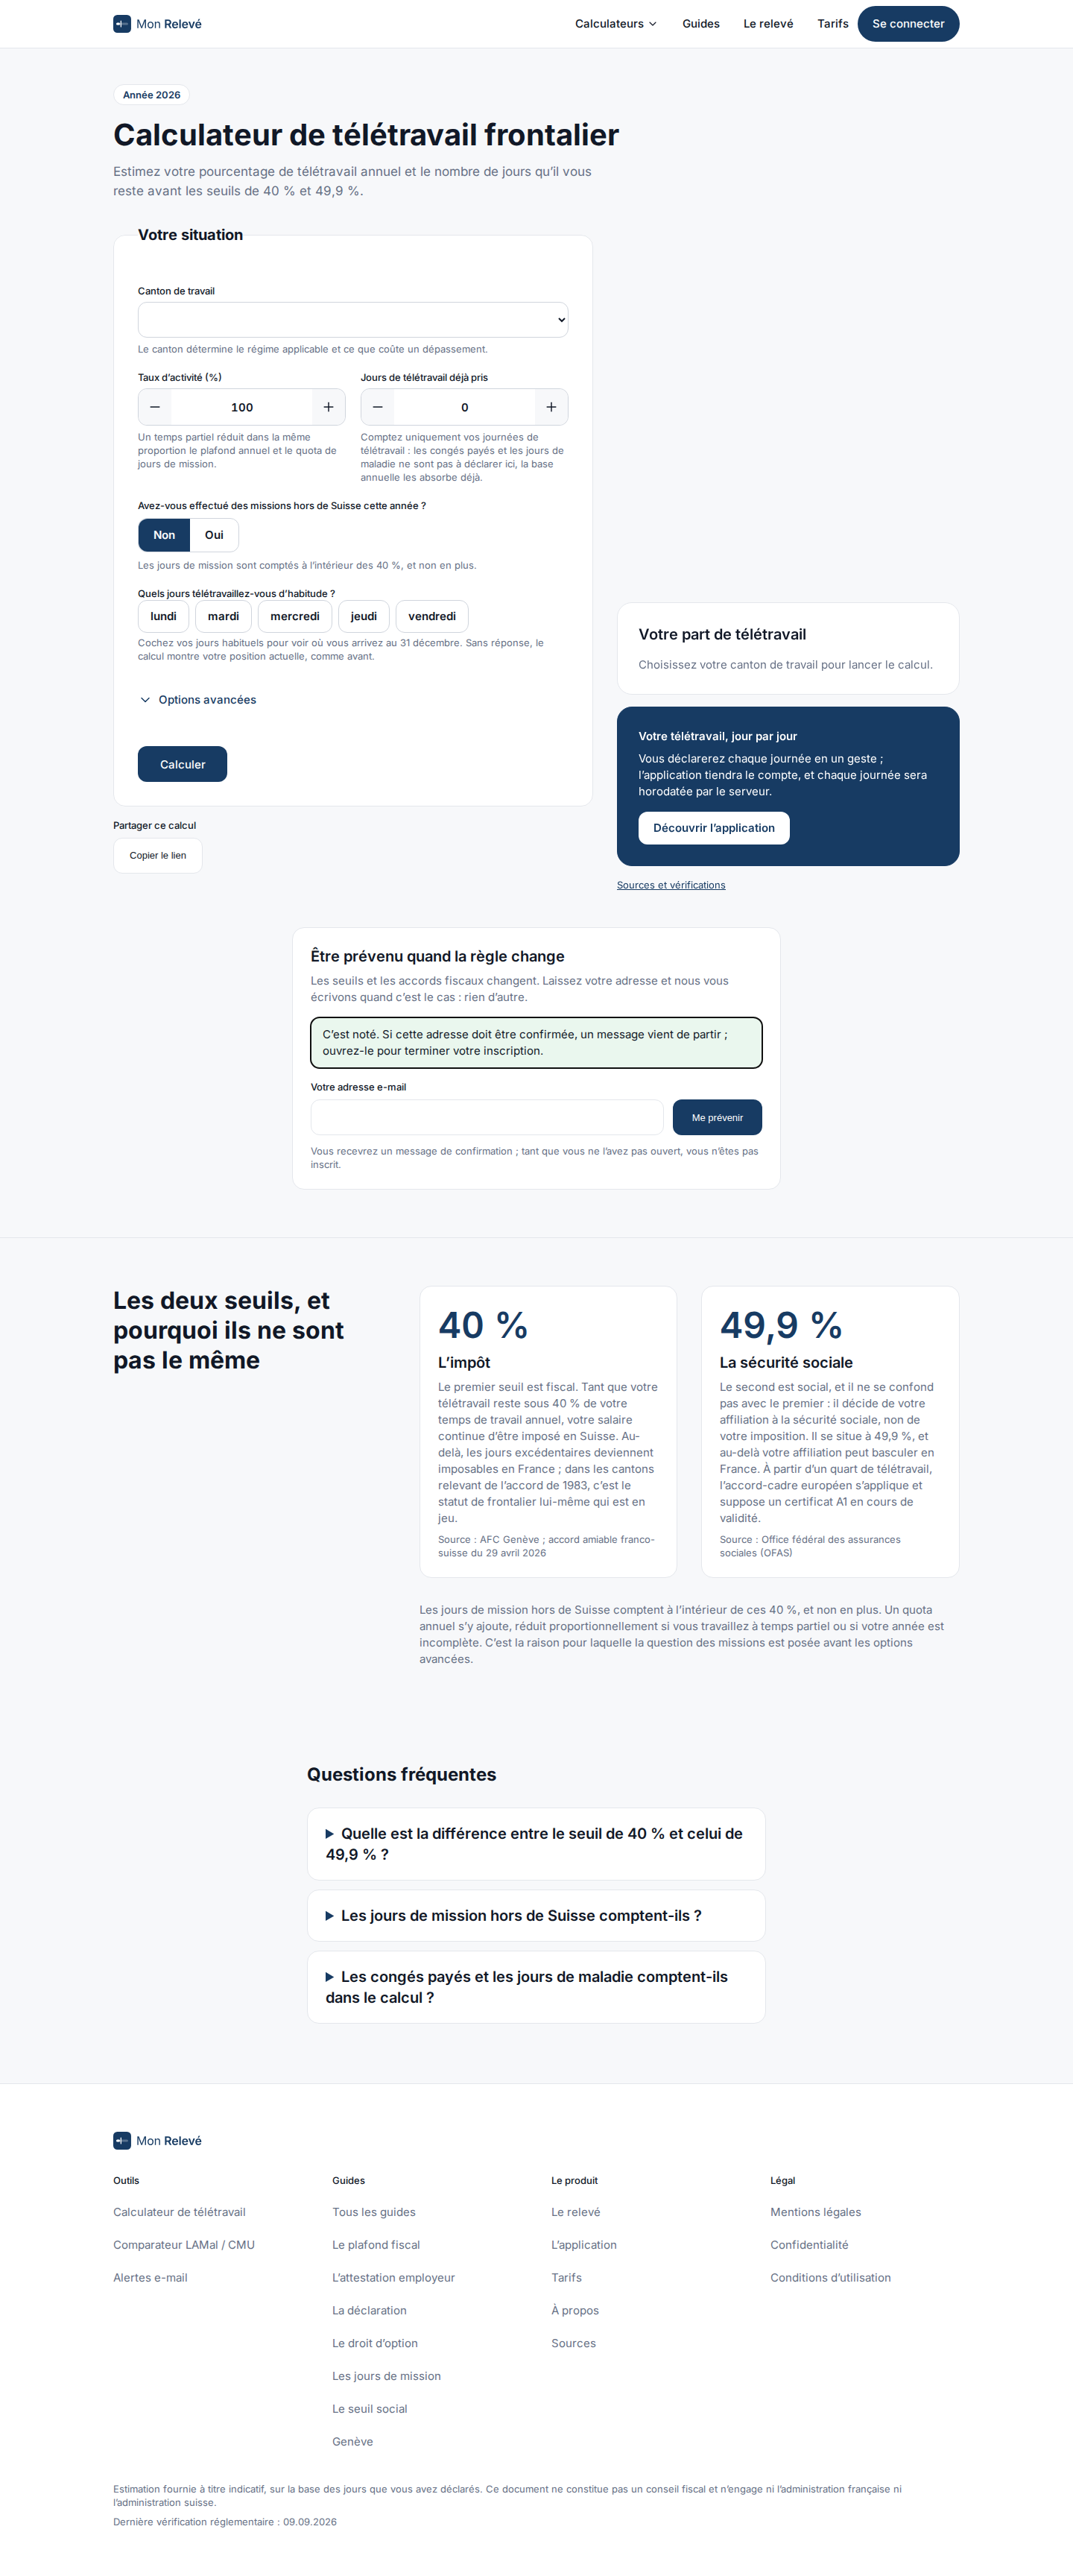 Mon Relevé
Calculateurs
Guides
Le relevé
Tarifs
Se connecter
Année 2026
Calculateur de télétravail frontalier
Estimez votre pourcentage de télétravail annuel et le nombre de jours qu’il vous
reste avant les seuils de 40 % et 49,9 %.
Votre situation
Canton de travail
Le canton détermine le régime applicable et ce que coûte un dépassement.
Taux d’activité (%)
100
Un temps partiel réduit dans la même
proportion le plafond annuel et le quota de
jours de mission.
Jours de télétravail déjà pris
0
Comptez uniquement vos journées de
télétravail : les congés payés et les jours de
maladie ne sont pas à déclarer ici, la base
annuelle les absorbe déjà.
Avez-vous effectué des missions hors de Suisse cette année ?
Non
Oui
Les jours de mission sont comptés à l’intérieur des 40 %, et non en plus.
Quels jours télétravaillez-vous d’habitude ?
lundi
mardi
mercredi
jeudi
vendredi
Cochez vos jours habituels pour voir où vous arrivez au 31 décembre. Sans réponse, le
calcul montre votre position actuelle, comme avant.
Options avancées
Calculer
Partager ce calcul
Copier le lien
Votre part de télétravail
Choisissez votre canton de travail pour lancer le calcul.
Votre télétravail, jour par jour
Vous déclarerez chaque journée en un geste ;
l’application tiendra le compte, et chaque journée sera
horodatée par le serveur.
Découvrir l’application
Sources et vérifications
Être prévenu quand la règle change
Les seuils et les accords fiscaux changent. Laissez votre adresse et nous vous
écrivons quand c’est le cas : rien d’autre.
C’est noté. Si cette adresse doit être confirmée, un message vient de partir ;
ouvrez-le pour terminer votre inscription.
Votre adresse e-mail
Me prévenir
Vous recevrez un message de confirmation ; tant que vous ne l’avez pas ouvert, vous n’êtes pas
inscrit.
Les deux seuils, et
pourquoi ils ne sont
pas le même
40 %
L’impôt
Le premier seuil est fiscal. Tant que votre
télétravail reste sous 40 % de votre
temps de travail annuel, votre salaire
continue d’être imposé en Suisse. Au-
delà, les jours excédentaires deviennent
imposables en France ; dans les cantons
relevant de l’accord de 1983, c’est le
statut de frontalier lui-même qui est en
jeu.
Source : AFC Genève ; accord amiable franco-
suisse du 29 avril 2026
49,9 %
La sécurité sociale
Le second est social, et il ne se confond
pas avec le premier : il décide de votre
affiliation à la sécurité sociale, non de
votre imposition. Il se situe à 49,9 %, et
au-delà votre affiliation peut basculer en
France. À partir d’un quart de télétravail,
l’accord-cadre européen s’applique et
suppose un certificat A1 en cours de
validité.
Source : Office fédéral des assurances
sociales (OFAS)
Les jours de mission hors de Suisse comptent à l’intérieur de ces 40 %, et non en plus. Un quota
annuel s’y ajoute, réduit proportionnellement si vous travaillez à temps partiel ou si votre année est
incomplète. C’est la raison pour laquelle la question des missions est posée avant les options
avancées.
Questions fréquentes
Quelle est la différence entre le seuil de 40 % et celui de
49,9 % ?
Les jours de mission hors de Suisse comptent-ils ?
Les congés payés et les jours de maladie comptent-ils
dans le calcul ?
Mon Relevé
Outils
Calculateur de télétravail
Comparateur LAMal / CMU
Alertes e-mail
Guides
Tous les guides
Le plafond fiscal
L’attestation employeur
La déclaration
Le droit d’option
Les jours de mission
Le seuil social
Genève
Le produit
Le relevé
L’application
Tarifs
À propos
Sources
Légal
Mentions légales
Confidentialité
Conditions d’utilisation
Estimation fournie à titre indicatif, sur la base des jours que vous avez déclarés. Ce document ne constitue pas un conseil fiscal et n’engage ni l’administration française ni
l’administration suisse.
Dernière vérification réglementaire : 09.09.2026